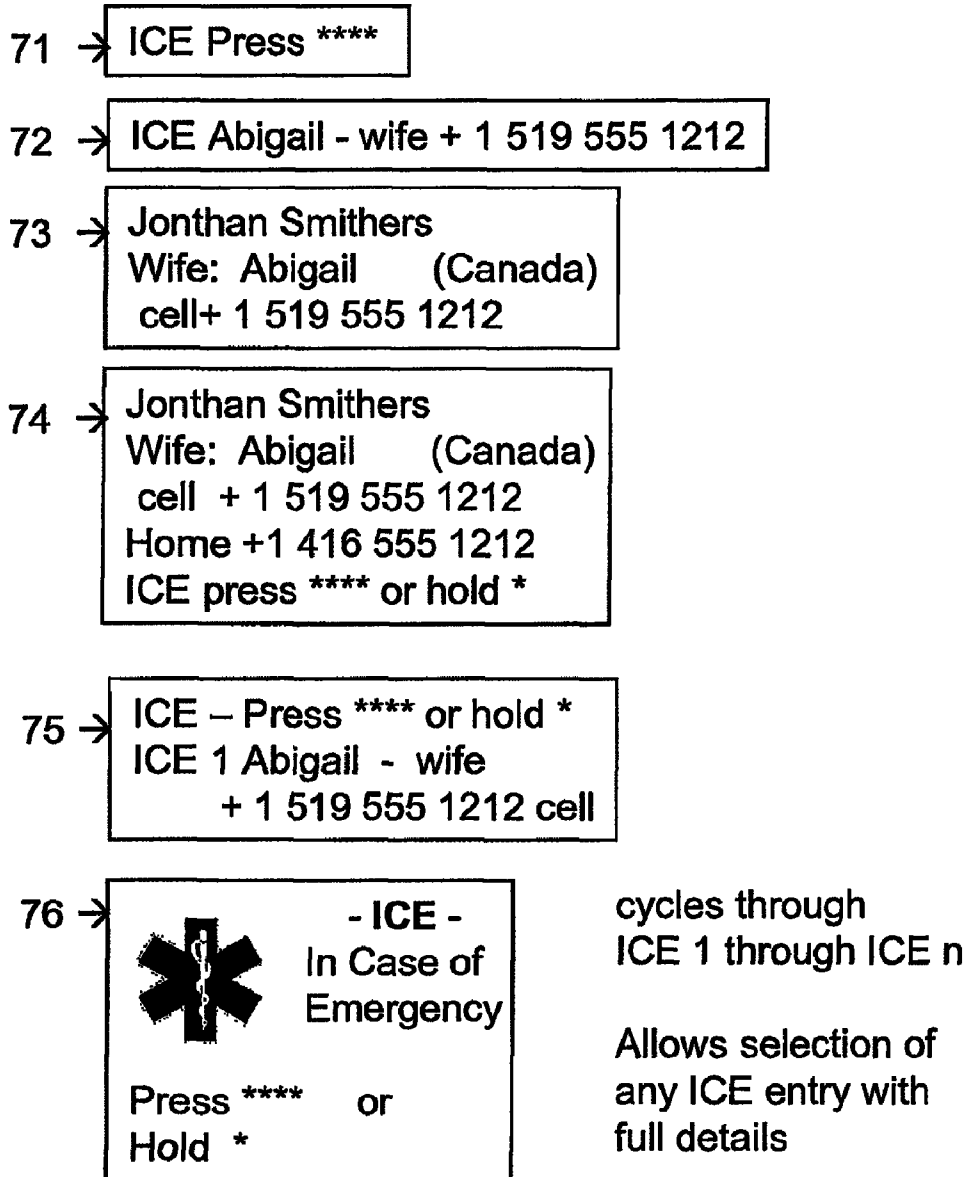 71 → ICE Press ****
72 → ICE Abigail - wife + 1 519 555 1212
73 → Jonthan Smithers
Wife: Abigail (Canada)
cell+ 1 519 555 1212
74 → Jonthan Smithers
Wife: Abigail (Canada)
cell + 1 519 555 1212
Home +1 416 555 1212
ICE press **** or hold *
75 → ICE – Press **** or hold *
ICE 1 Abigail - wife
+ 1 519 555 1212 cell
76 → - ICE -
In Case of
Emergency
Press **** or
Hold *
cycles through
ICE 1 through ICE n
Allows selection of
any ICE entry with
full details